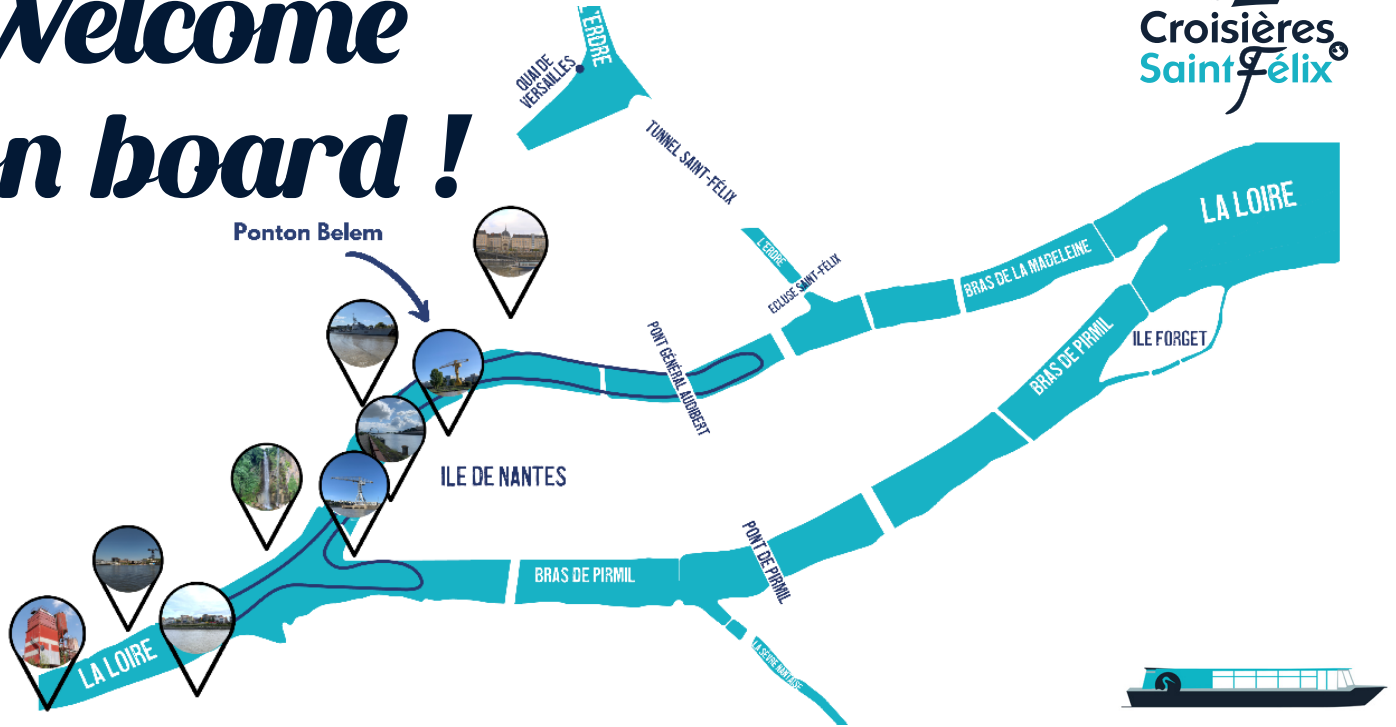 Welcome
n board !
Croisières
Saint Félix
L'ERDRE
QUAI DE
VERSAILLES
TUNNEL SAINT-FÉLIX
LA LOIRE
Ponton Belem
L'ERDRE
ECLUSE SAINT-FÉLIX
BRAS DE LA MADELEINE
PONT GÉNÉRAL AUDIBERT
BRAS DE PIRMIL
ILE FORGET
ILE DE NANTES
PONT DE PIRMIL
BRAS DE PIRMIL
LA LOIRE
LA SÈVRE NANTAISE